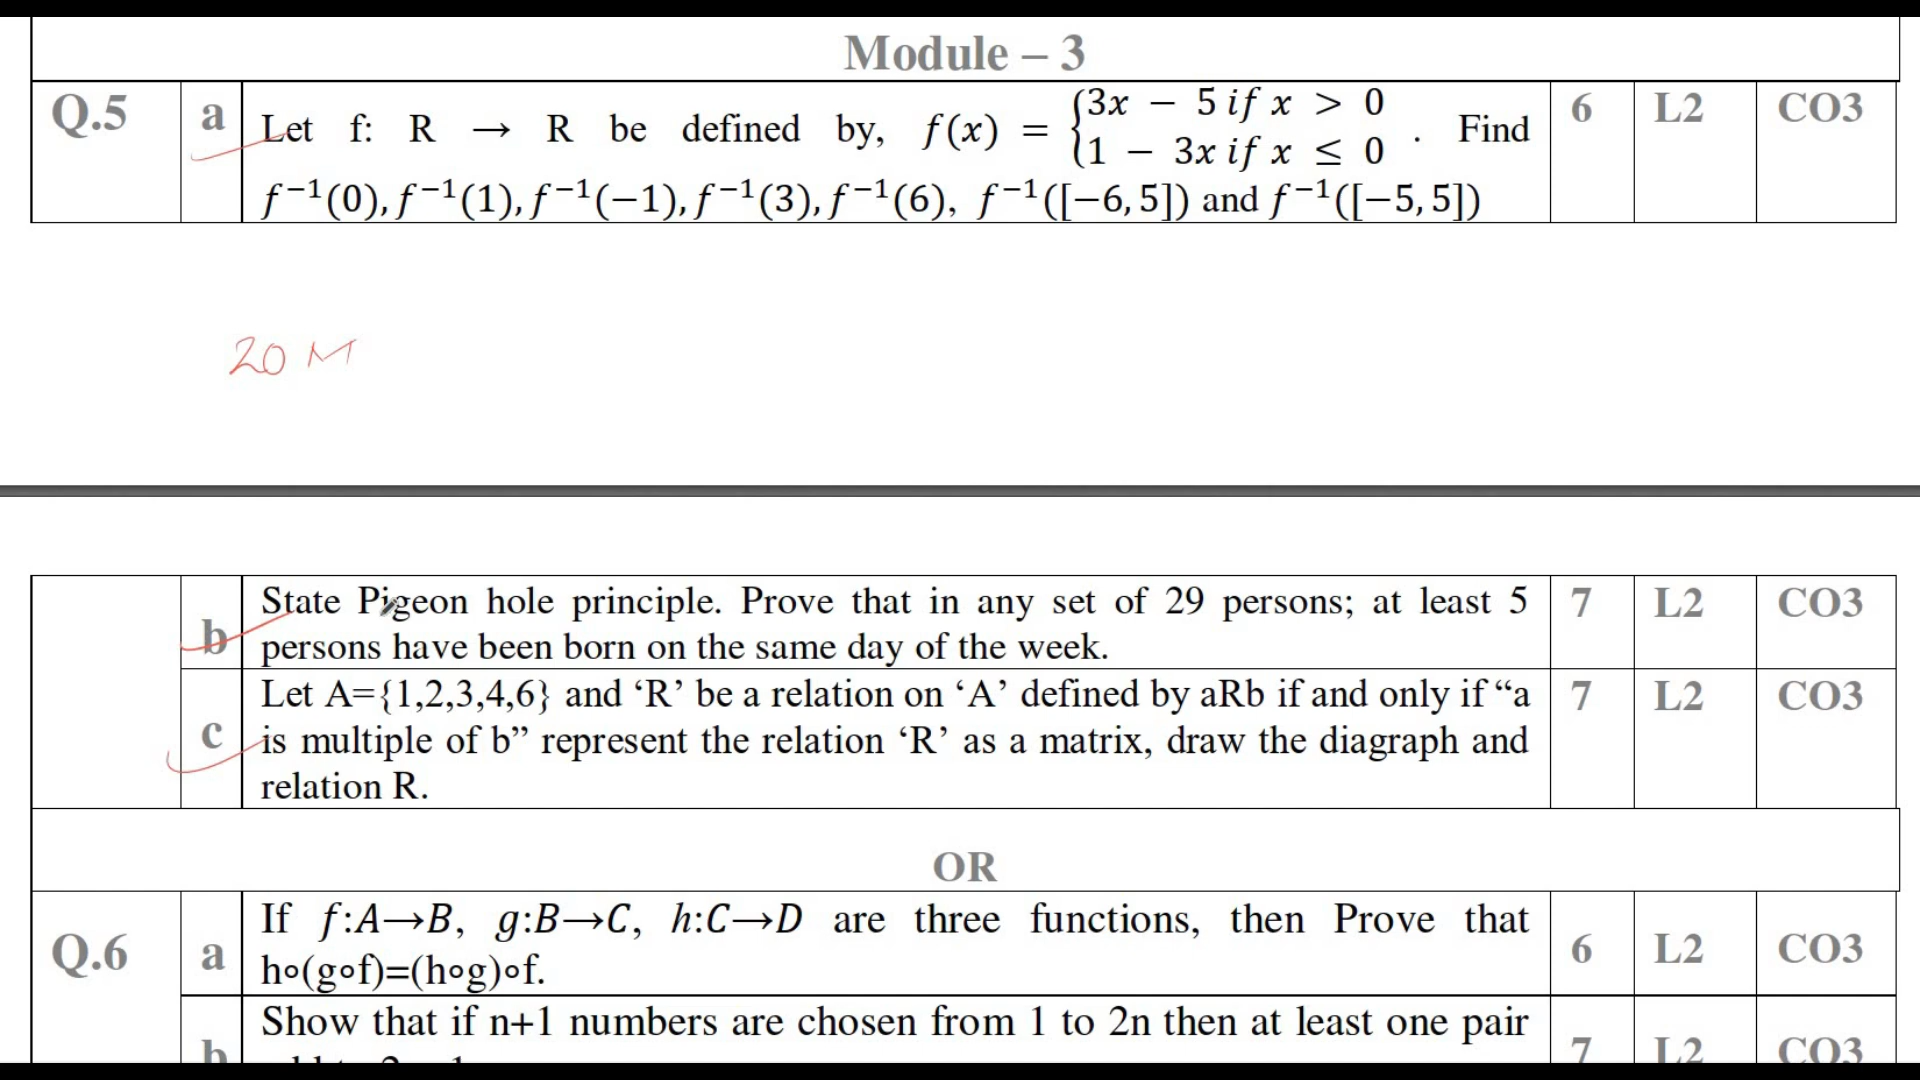 Module – 3
Q.5 a Let f: R → R be defined by, f(x) = {3x − 5 if x > 0 1 − 3x if x ≤ 0 . Find 6 L2 CO3
f⁻¹(0), f⁻¹(1), f⁻¹(−1), f⁻¹(3), f⁻¹(6), f⁻¹([−6, 5]) and f⁻¹([−5, 5])
20 M
b State Pigeon hole principle. Prove that in any set of 29 persons; at least 5 7 L2 CO3
persons have been born on the same day of the week.
c Let A={1,2,3,4,6} and ‘R’ be a relation on ‘A’ defined by aRb if and only if “a 7 L2 CO3
is multiple of b” represent the relation ‘R’ as a matrix, draw the diagraph and
relation R.
OR
Q.6 a If f:A→B, g:B→C, h:C→D are three functions, then Prove that 6 L2 CO3
h∘(g∘f)=(h∘g)∘f.
b Show that if n+1 numbers are chosen from 1 to 2n then at least one pair 7 L2 CO3